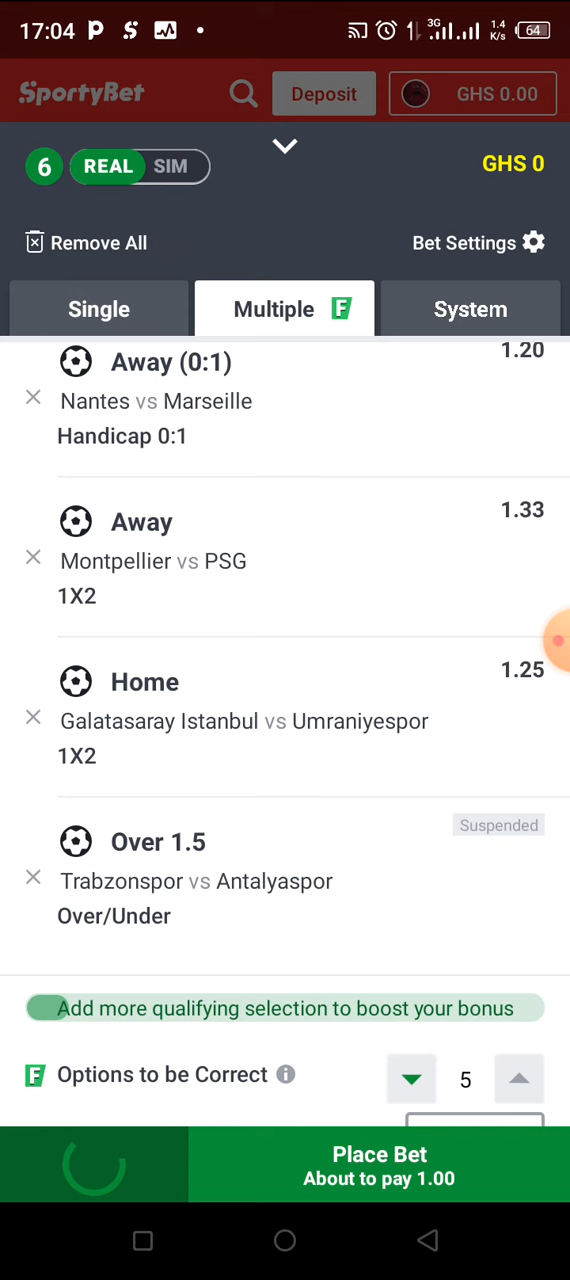 17:04
3G
1.4
K/s
64
SportyBet
Deposit
GHS 0.00
6
REAL
SIM
GHS 0
Remove All
Bet Settings
Single
Multiple F
System
Away (0:1)
1.20
Nantes vs Marseille
Handicap 0:1
Away
1.33
Montpellier vs PSG
1X2
Home
1.25
Galatasaray Istanbul vs Umraniyespor
1X2
Suspended
Over 1.5
Trabzonspor vs Antalyaspor
Over/Under
Add more qualifying selection to boost your bonus
F Options to be Correct i
5
Place Bet
About to pay 1.00